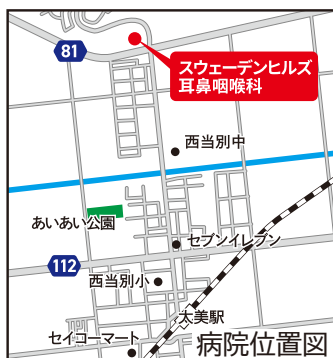 81
スウェーデンヒルズ
耳鼻咽喉科
西当別中
あいあい公園
セブンイレブン
112
西当別小
太美駅
セイコーマート
病院位置図